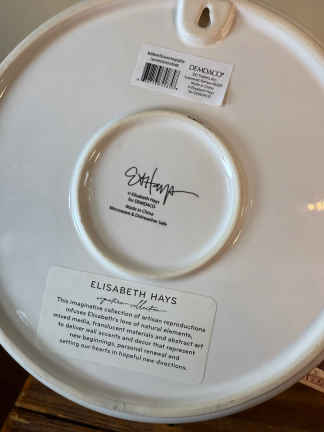 DEMDACO
Elisabeth Hays
© Elisabeth Hays
for DEMDACO
Made in China
Microwave & Dishwasher Safe
ELISABETH HAYS
signature collection
This imaginative collection of artisan reproductions
infuses Elisabeth's love of natural elements,
mixed media, translucent materials and abstract art
to deliver wall accents and decor that represent
new beginnings, personal renewal and
setting our hearts in hopeful new directions.